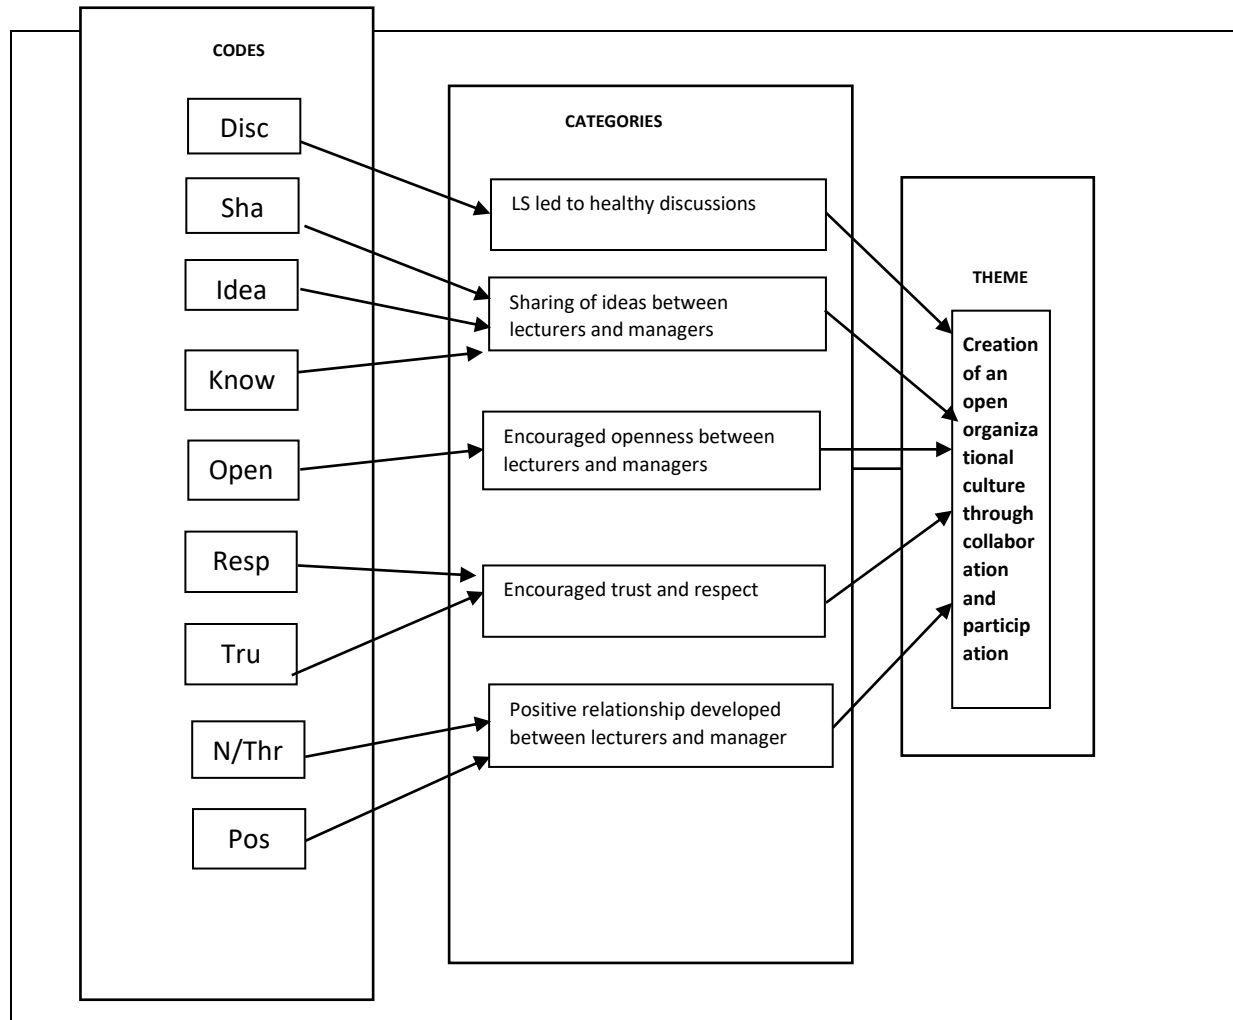 CODES
Disc
Sha
Idea
Know
Open
Resp
Tru
N/Thr
Pos
CATEGORIES
LS led to healthy discussions
Sharing of ideas between
lecturers and managers
Encouraged openness between
lecturers and managers
Encouraged trust and respect
Positive relationship developed
between lecturers and manager
THEME
Creation
of an
open
organiza
tional
culture
through
collabor
ation
and
particip
ation